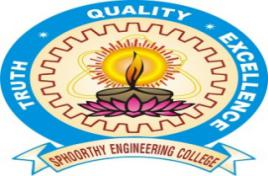 TRUTH QUALITY EXCELLENCE
SPHOORTHY ENGINEERING COLLEGE